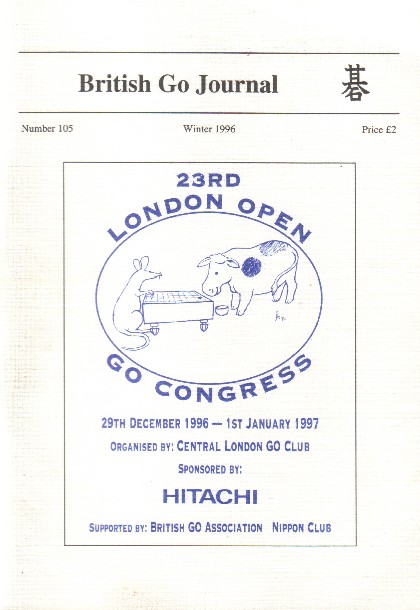 British Go Journal 碁
Number 105 Winter 1996 Price £2
23RD
LONDON OPEN
GO CONGRESS
29TH DECEMBER 1996 — 1ST JANUARY 1997
ORGANISED BY: CENTRAL LONDON GO CLUB
SPONSORED BY:
HITACHI
SUPPORTED BY: BRITISH GO ASSOCIATION NIPPON CLUB